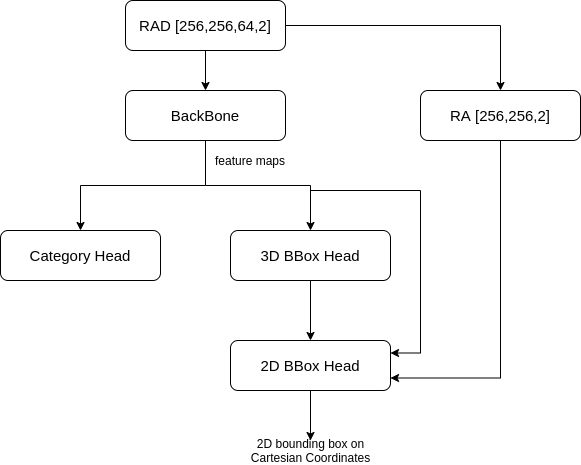 RAD [256,256,64,2]
BackBone
RA [256,256,2]
feature maps
Category Head
3D BBox Head
2D BBox Head
2D bounding box on
Cartesian Coordinates